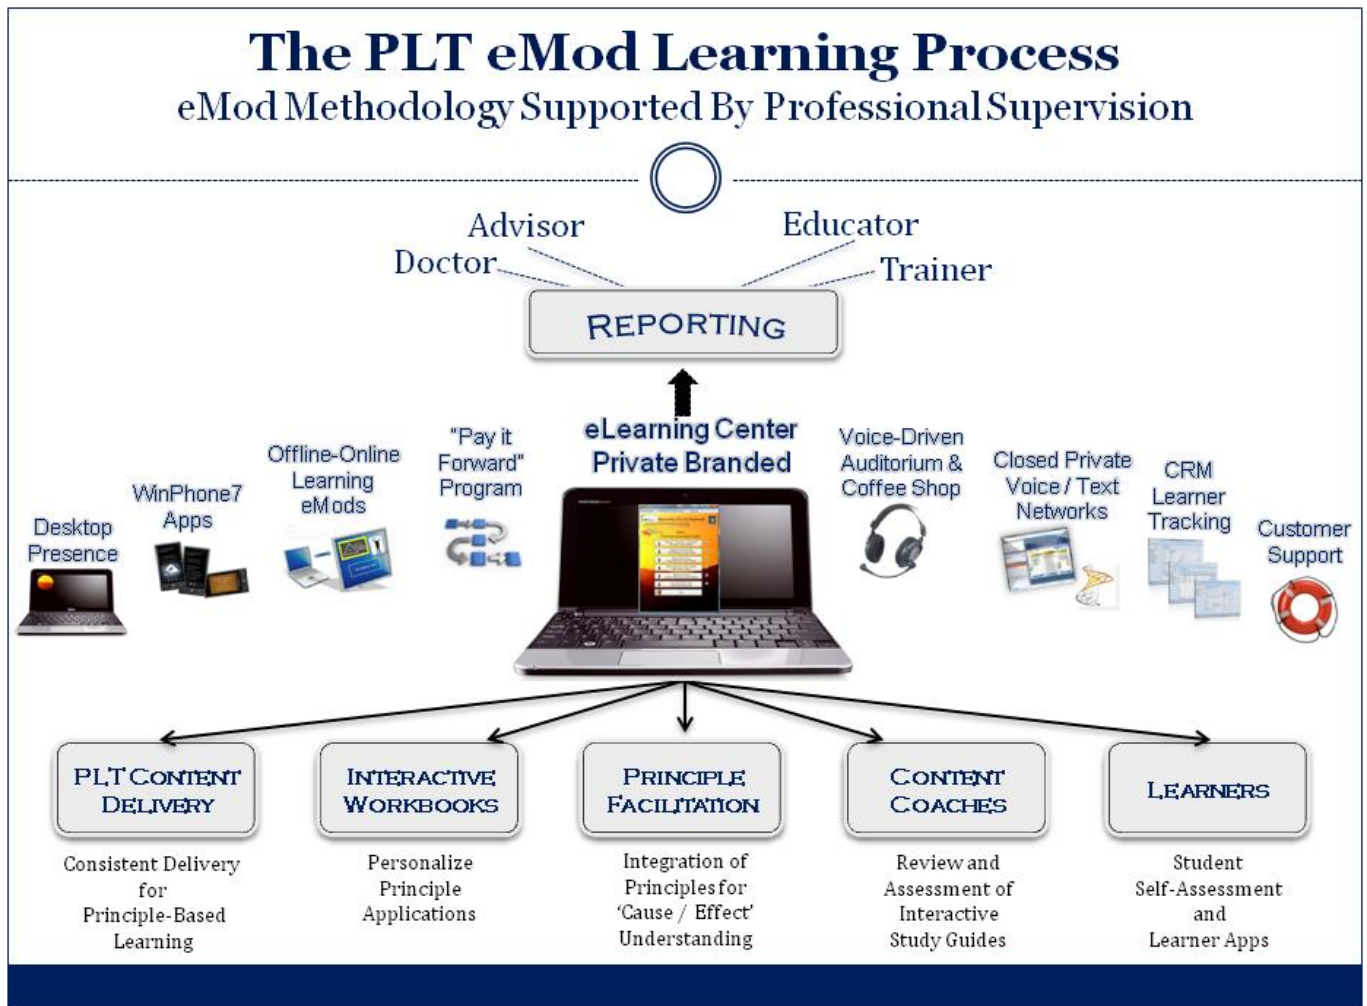 The PLT eMod Learning Process
eMod Methodology Supported By Professional Supervision
Advisor
Educator
Doctor
Trainer
REPORTING
eLearning Center
Private Branded
Desktop
Presence
WinPhone7
Apps
Offline-Online
Learning
eMods
"Pay it
Forward"
Program
Voice-Driven
Auditorium &
Coffee Shop
Closed Private
Voice / Text
Networks
CRM
Learner
Tracking
Customer
Support
PLT CONTENT
DELIVERY
Consistent Delivery
for
Principle-Based
Learning
INTERACTIVE
WORKBOOKS
Personalize
Principle
Applications
PRINCIPLE
FACILITATION
Integration of
Principles for
‘Cause / Effect’
Understanding
CONTENT
COACHES
Review and
Assessment of
Interactive
Study Guides
LEARNERS
Student
Self-Assessment
and
Learner Apps